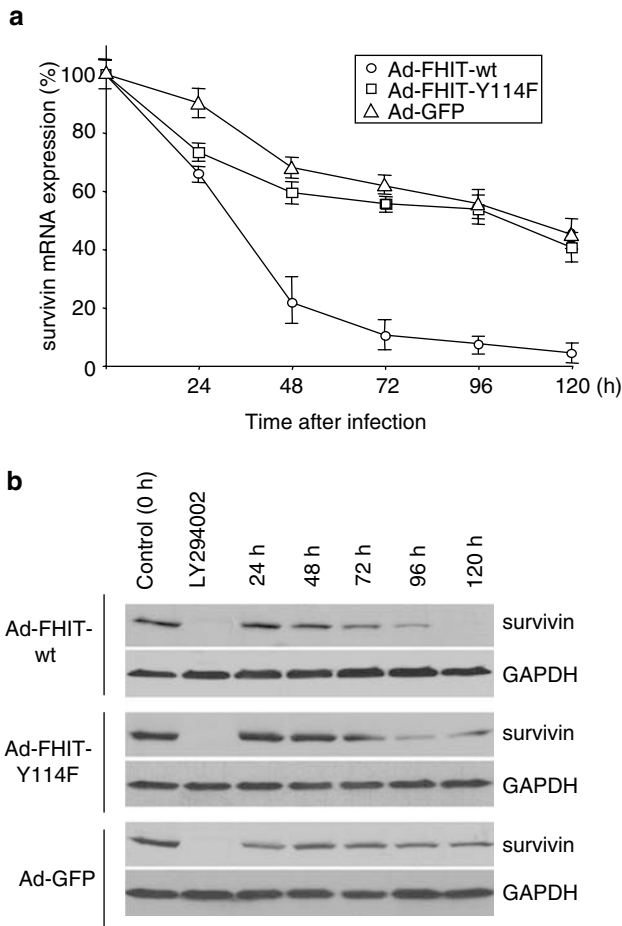 a
survivin mRNA expression (%)
100
80
60
40
20
0
Ad-FHIT-wt
Ad-FHIT-Y114F
Ad-GFP
24 48 72 96 120 (h)
Time after infection
b
Control (0 h) LY294002 24 h 48 h 72 h 96 h 120 h
Ad-FHIT-
wt
survivin
GAPDH
Ad-FHIT-
Y114F
survivin
GAPDH
Ad-GFP
survivin
GAPDH